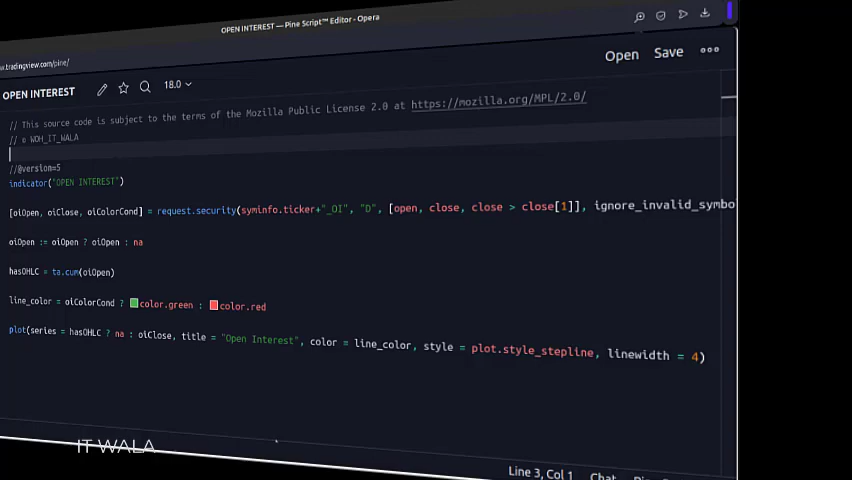 OPEN INTEREST — Pine Script™ Editor - Opera
w.tradingview.com/pine/
OPEN INTEREST 18.0
Open Save
// This source code is subject to the terms of the Mozilla Public License 2.0 at https://mozilla.org/MPL/2.0/
// © WOH_IT_WALA
//@version=5
indicator("OPEN INTEREST")
[oiOpen, oiClose, oiColorCond] = request.security(syminfo.ticker+"_OI", "D", [open, close, close > close[1]], ignore_invalid_symbo
oiOpen := oiOpen ? oiOpen : na
hasOHLC = ta.cum(oiOpen)
line_color = oiColorCond ? color.green : color.red
plot(series = hasOHLC ? na : oiClose, title = "Open Interest", color = line_color, style = plot.style_stepline, linewidth = 4)
IT WALA
Line 3, Col 1 Chat